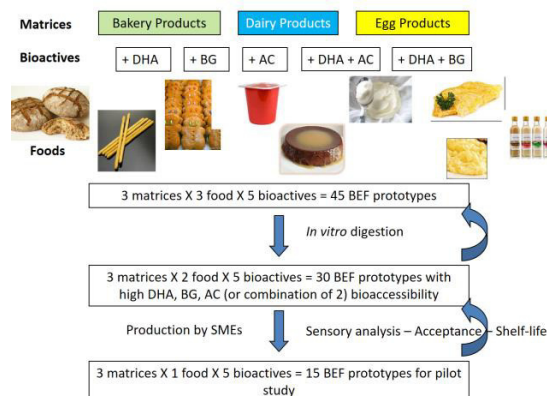 Matrices Bakery Products Dairy Products Egg Products
Bioactives + DHA + BG + AC + DHA + AC + DHA + BG
Foods
3 matrices X 3 food X 5 bioactives = 45 BEF prototypes
In vitro digestion
3 matrices X 2 food X 5 bioactives = 30 BEF prototypes with
high DHA, BG, AC (or combination of 2) bioaccessibility
Production by SMEs Sensory analysis – Acceptance – Shelf-life
3 matrices X 1 food X 5 bioactives = 15 BEF prototypes for pilot
study